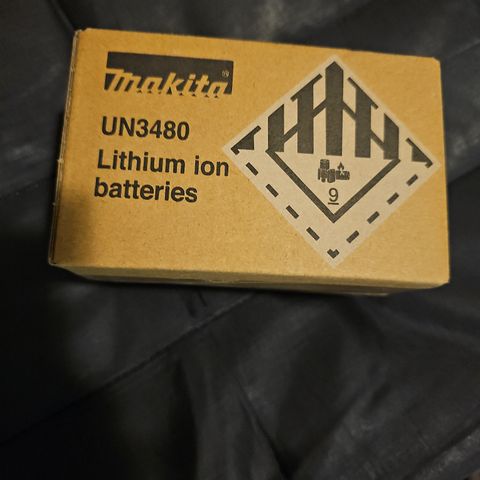 makita®
UN3480
Lithium ion
batteries
9